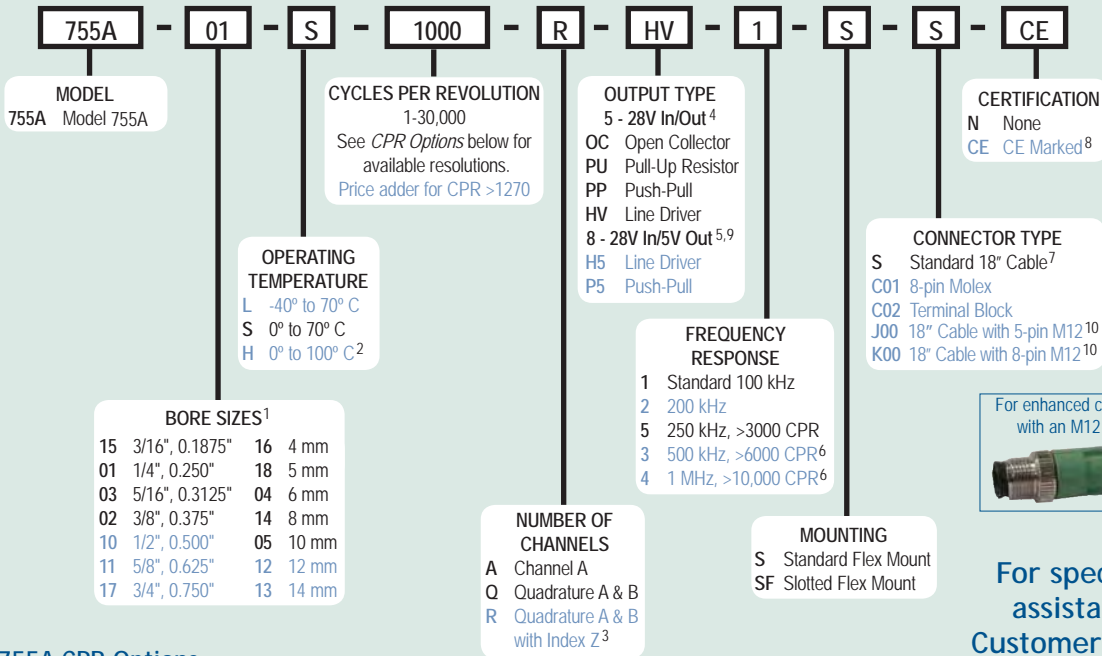 755A - 01 - S - 1000 - R - HV - 1 - S - S - CE
MODEL
755A Model 755A
CYCLES PER REVOLUTION
1-30,000
See CPR Options below for
available resolutions.
Price adder for CPR >1270
OUTPUT TYPE
5 - 28V In/Out 4
OC Open Collector
PU Pull-Up Resistor
PP Push-Pull
HV Line Driver
8 - 28V In/5V Out 5,9
H5 Line Driver
P5 Push-Pull
CERTIFICATION
N None
CE CE Marked 8
OPERATING
TEMPERATURE
L -40º to 70º C
S 0º to 70º C
H 0º to 100º C 2
CONNECTOR TYPE
S Standard 18" Cable 7
C01 8-pin Molex
C02 Terminal Block
J00 18" Cable with 5-pin M12 10
K00 18" Cable with 8-pin M12 10
FREQUENCY
RESPONSE
1 Standard 100 kHz
2 200 kHz
5 250 kHz, >3000 CPR
3 500 kHz, >6000 CPR 6
4 1 MHz, >10,000 CPR 6
BORE SIZES 1
15 3/16", 0.1875" 16 4 mm
01 1/4", 0.250" 18 5 mm
03 5/16", 0.3125" 04 6 mm
02 3/8", 0.375" 14 8 mm
10 1/2", 0.500" 05 10 mm
11 5/8", 0.625" 12 12 mm
17 3/4", 0.750" 13 14 mm
For enhanced
with an M12
NUMBER OF
CHANNELS
A Channel A
Q Quadrature A & B
R Quadrature A & B
with Index Z 3
MOUNTING
S Standard Flex Mount
SF Slotted Flex Mount
For
Customer
755A CPR Options